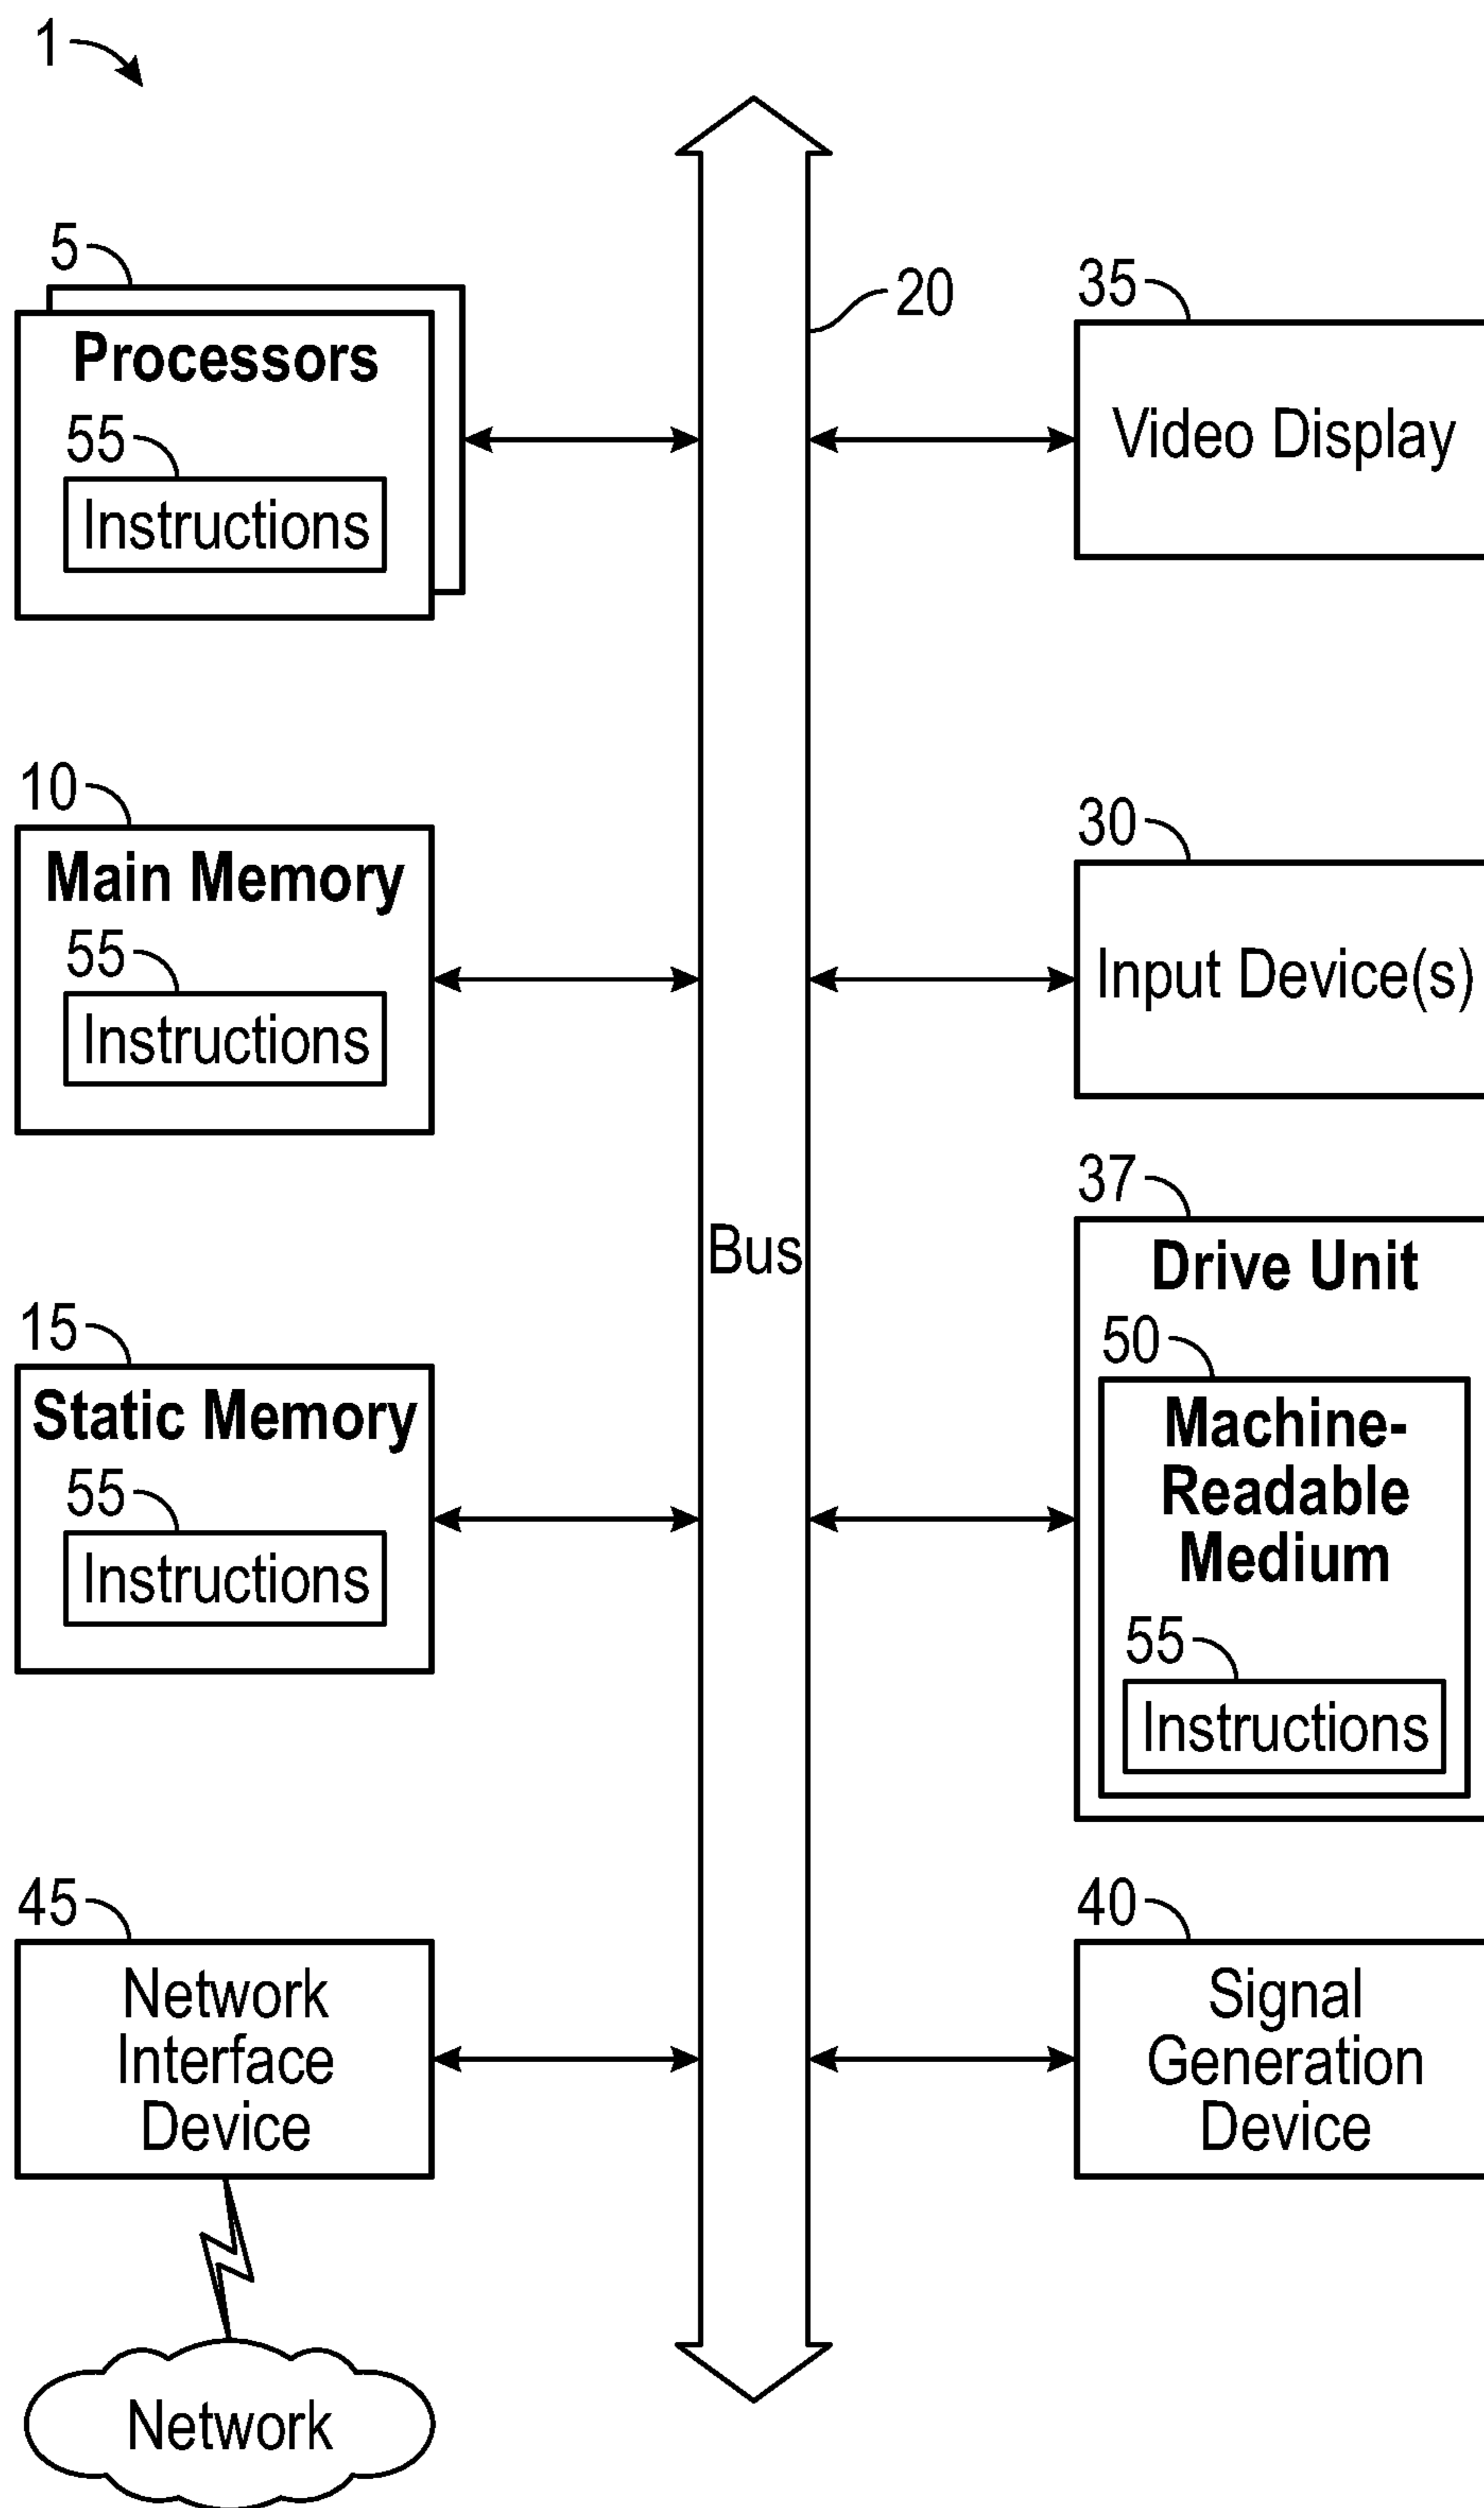 1
5
Processors
55
Instructions
10
Main Memory
55
Instructions
15
Static Memory
55
Instructions
45
Network
Interface
Device
Network
20
Bus
35
Video Display
30
Input Device(s)
37
Drive Unit
50
Machine-
Readable
Medium
55
Instructions
40
Signal
Generation
Device